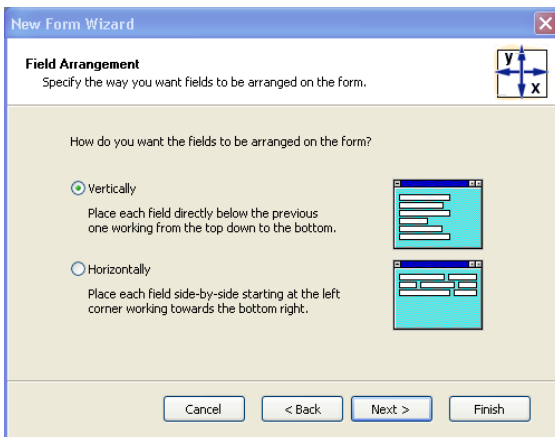 New Form Wizard
Field Arrangement
Specify the way you want fields to be arranged on the form.
y
x
How do you want the fields to be arranged on the form?
Vertically
Place each field directly below the previous
one working from the top down to the bottom.
Horizontally
Place each field side-by-side starting at the left
corner working towards the bottom right.
Cancel < Back Next > Finish